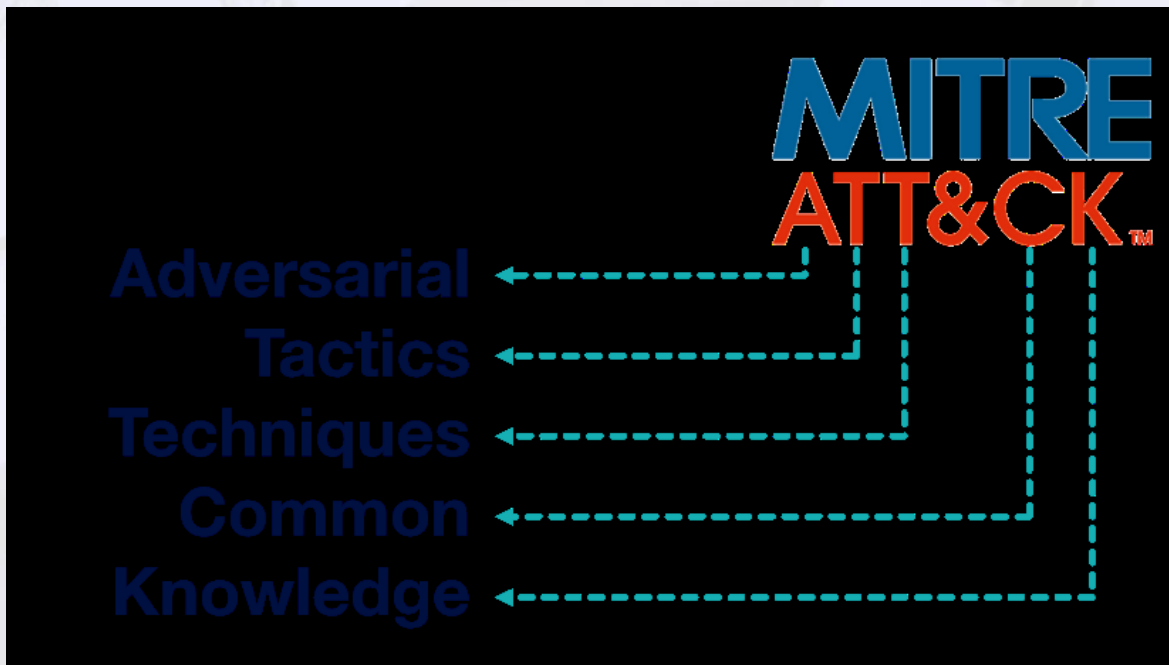 MITRE
ATT&CK™
Adversarial
Tactics
Techniques
Common
Knowledge